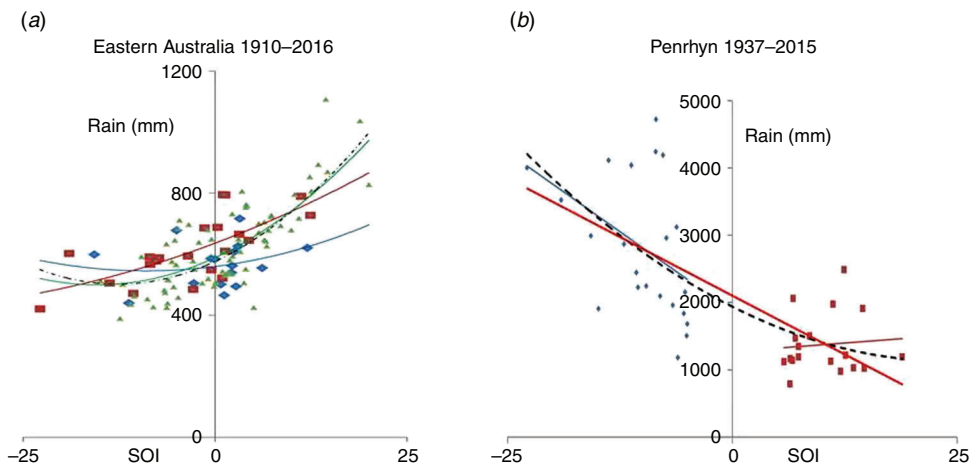 (a)
Eastern Australia 1910–2016
1200
Rain (mm)
800
400
0
–25 SOI 0 25
(b)
Penrhyn 1937–2015
5000
Rain (mm)
4000
3000
2000
1000
0
–25 0 SOI 25